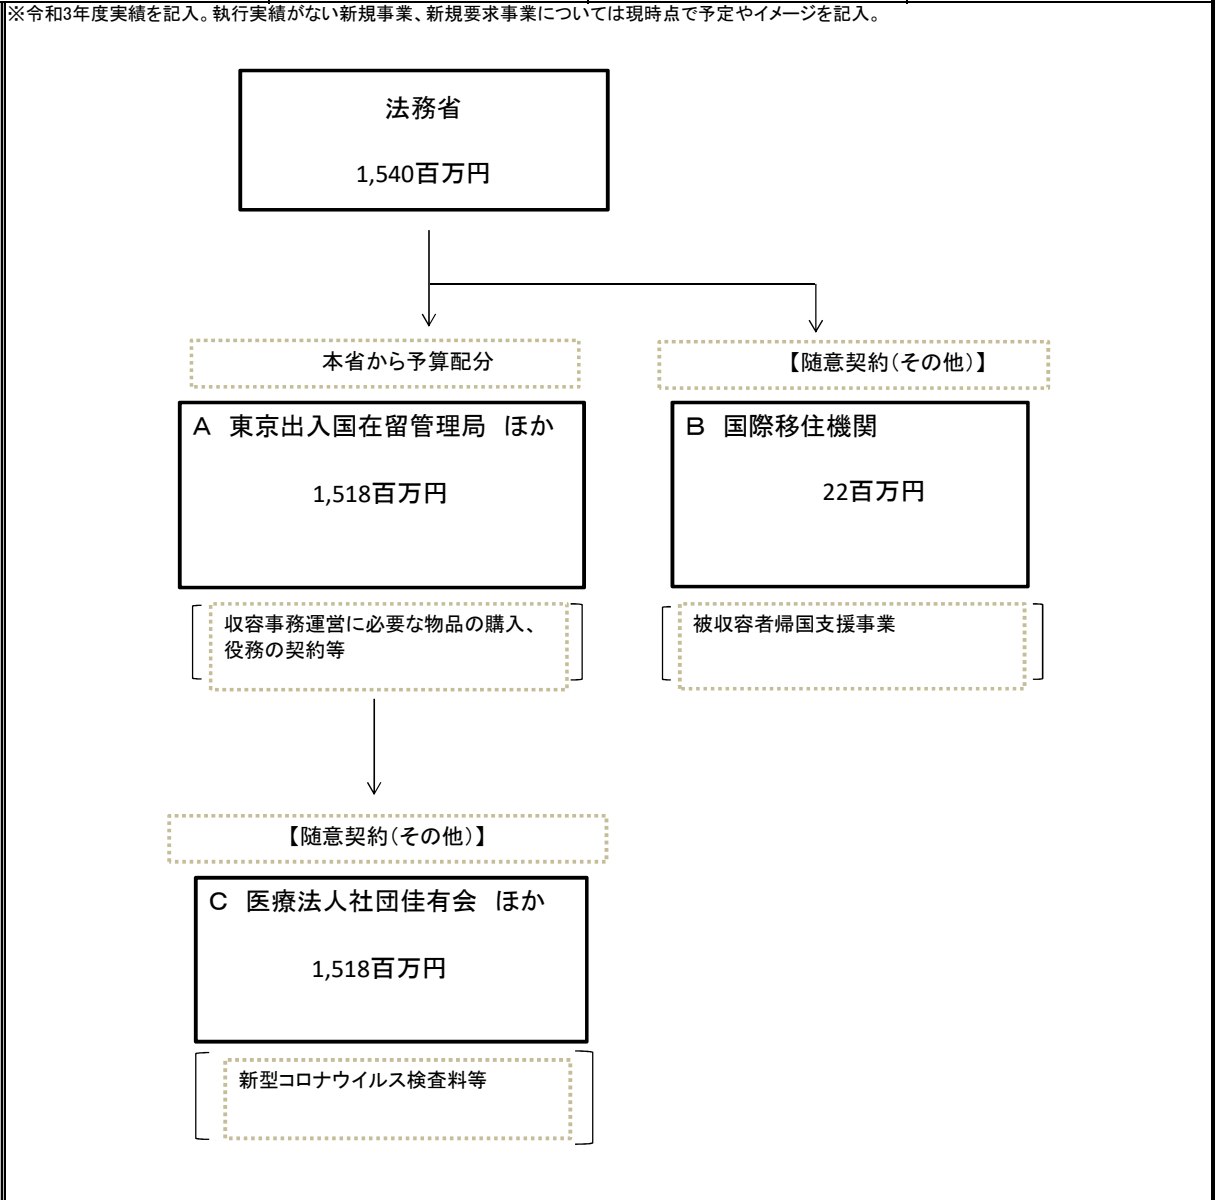 ※令和3年度実績を記入。執行実績がない新規事業、新規要求事業については現時点で予定やイメージを記入。
法務省
1,540百万円
本省から予算配分
【随意契約(その他)】
A 東京出入国在留管理局 ほか
1,518百万円
B 国際移住機関
22百万円
収容事務運営に必要な物品の購入、
役務の契約等
被収容者帰国支援事業
【随意契約(その他)】
C 医療法人社団佳有会 ほか
1,518百万円
新型コロナウイルス検査料等